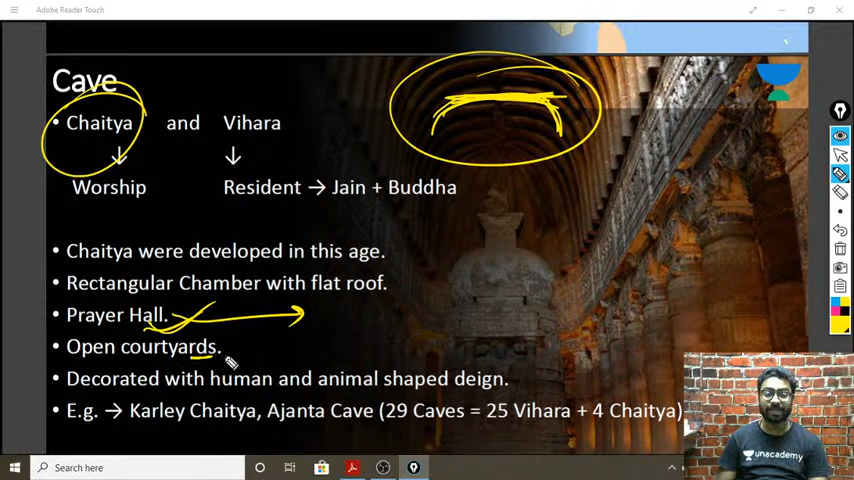 Adobe Reader Touch
Cave
• Chaitya and Vihara
↓ ↓
Worship Resident → Jain + Buddha
• Chaitya were developed in this age.
• Rectangular Chamber with flat roof.
• Prayer Hall.
• Open courtyards.
• Decorated with human and animal shaped deign.
• E.g. → Karley Chaitya, Ajanta Cave (29 Caves = 25 Vihara + 4 Chaitya)
unacademy
Search here